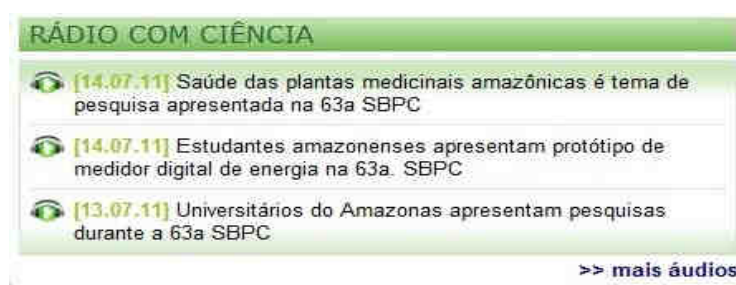 RÁDIO COM CIÊNCIA
[14.07.11] Saúde das plantas medicinais amazônicas é tema de
pesquisa apresentada na 63a SBPC
[14.07.11] Estudantes amazonenses apresentam protótipo de
medidor digital de energia na 63a. SBPC
[13.07.11] Universitários do Amazonas apresentam pesquisas
durante a 63a SBPC
>> mais áudios